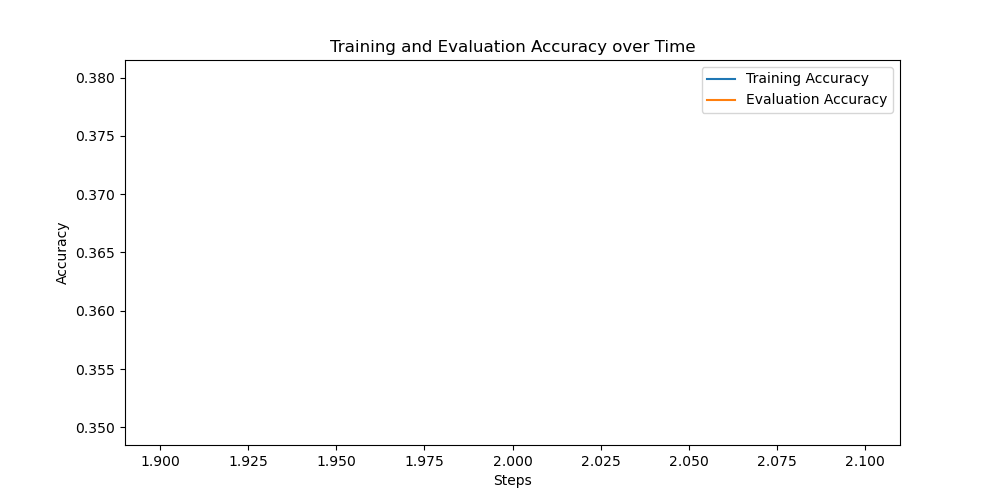 Training and Evaluation Accuracy over Time
Training Accuracy
Evaluation Accuracy
0.380
0.375
0.370
0.365
0.360
0.355
0.350
Accuracy
1.900 1.925 1.950 1.975 2.000 2.025 2.050 2.075 2.100
Steps